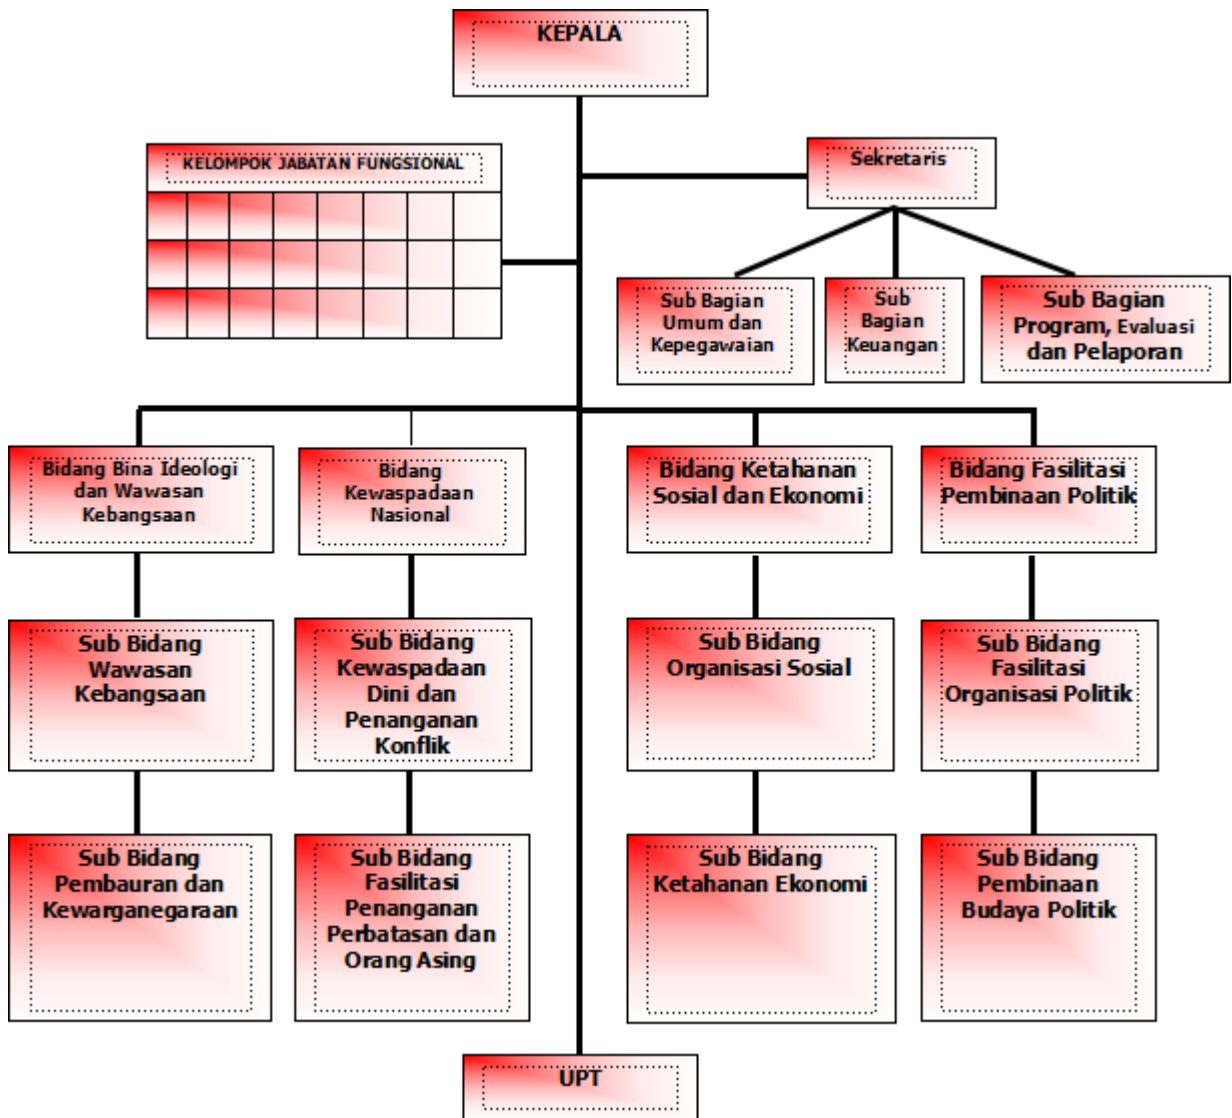 KEPALA
KELOMPOK JABATAN FUNGSIONAL
Sekretaris
Sub Bagian
Umum dan
Kepegawaian
Sub
Bagian
Keuangan
Sub Bagian
Program, Evaluasi
dan Pelaporan
Bidang Bina Ideologi
dan Wawasan
Kebangsaan
Bidang
Kewaspadaan
Nasional
Bidang Ketahanan
Sosial dan Ekonomi
Bidang Fasilitasi
Pembinaan Politik
Sub Bidang
Wawasan
Kebangsaan
Sub Bidang
Kewaspadaan
Dini dan
Penanganan
Konflik
Sub Bidang
Organisasi Sosial
Sub Bidang
Fasilitasi
Organisasi Politik
Sub Bidang
Pembauran dan
Kewarganegaraan
Sub Bidang
Fasilitasi
Penanganan
Perbatasan dan
Orang Asing
Sub Bidang
Ketahanan Ekonomi
Sub Bidang
Pembinaan
Budaya Politik
UPT